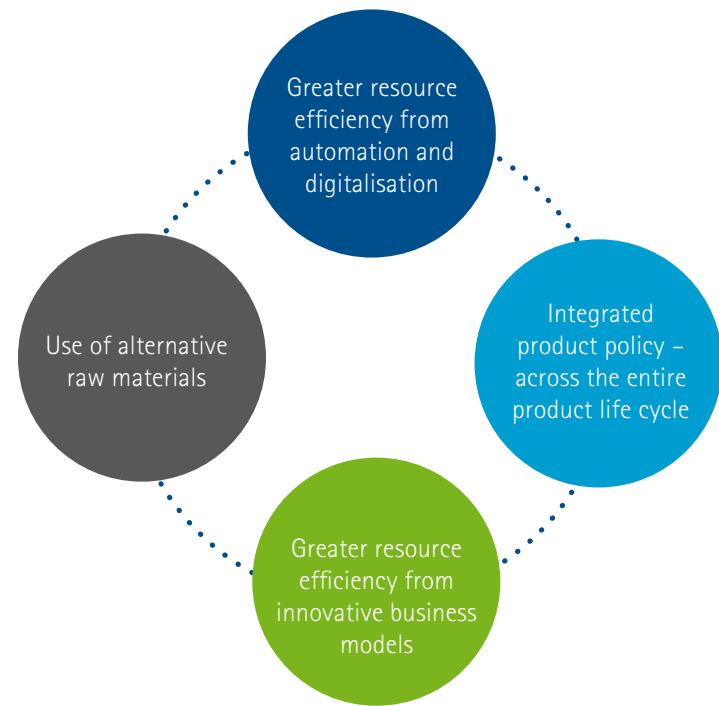 Greater resource
efficiency from
automation and
digitalisation
Integrated
product policy –
across the entire
product life cycle
Use of alternative
raw materials
Greater resource
efficiency from
innovative business
models